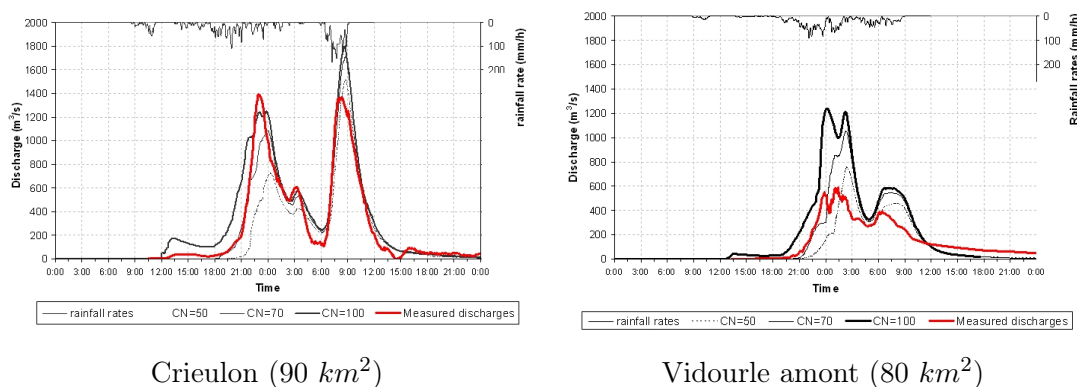 2000
1800
1600
1400
1200
1000
800
600
400
200
0
Discharge (m³/s)
0
100
200
rainfall rate (mm/h)
0:00 3:00 6:00 9:00 12:00 15:00 18:00 21:00 0:00 3:00 6:00 9:00 12:00 15:00 18:00 21:00 0:00
Time
rainfall rates CN=50 CN=70 CN=100 Measured discharges
Crieulon (90 km²)
2000
1800
1600
1400
1200
1000
800
600
400
200
0
Discharge (m³/s)
0
100
200
Rainfall rates (mm/h)
0:00 3:00 6:00 9:00 12:00 15:00 18:00 21:00 0:00 3:00 6:00 9:00 12:00 15:00 18:00 21:00 0:00
Time
rainfall rates CN=50 CN=70 CN=100 Measured discharges
Vidourle amont (80 km²)